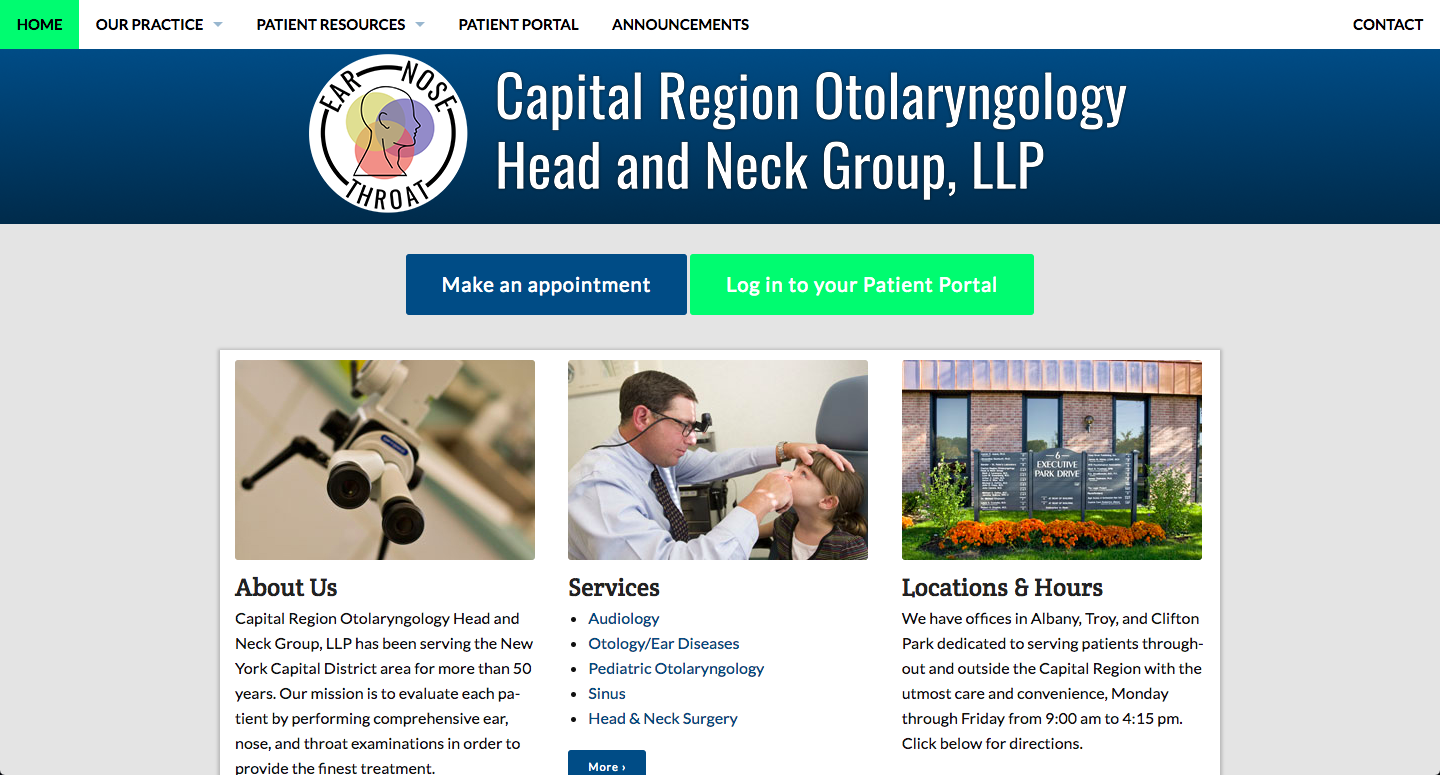 HOME
OUR PRACTICE
PATIENT RESOURCES
PATIENT PORTAL
ANNOUNCEMENTS
CONTACT
EAR NOSE
THROAT
Capital Region Otolaryngology
Head and Neck Group, LLP
Make an appointment
Log in to your Patient Portal
6
EXECUTIVE
PARK DRIVE
About Us
Capital Region Otolaryngology Head and
Neck Group, LLP has been serving the New
York Capital District area for more than 50
years. Our mission is to evaluate each pa-
tient by performing comprehensive ear,
nose, and throat examinations in order to
provide the finest treatment.
Services
• Audiology
• Otology/Ear Diseases
• Pediatric Otolaryngology
• Sinus
• Head & Neck Surgery
More ›
Locations & Hours
We have offices in Albany, Troy, and Clifton
Park dedicated to serving patients through-
out and outside the Capital Region with the
utmost care and convenience, Monday
through Friday from 9:00 am to 4:15 pm.
Click below for directions.